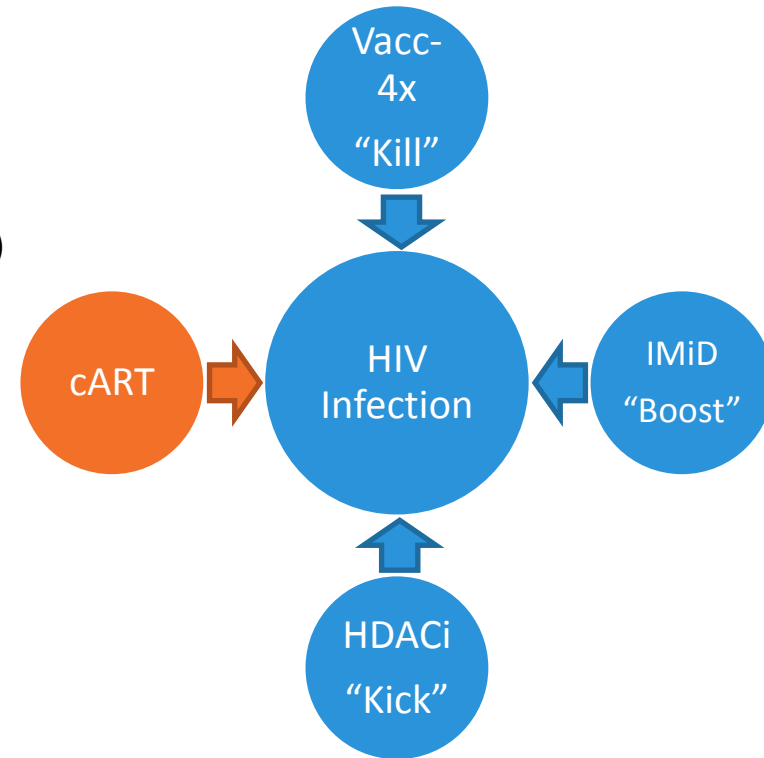 Vacc-
4x
“Kill”
)
cART
HIV
Infection
IMiD
“Boost”
HDACi
“Kick”